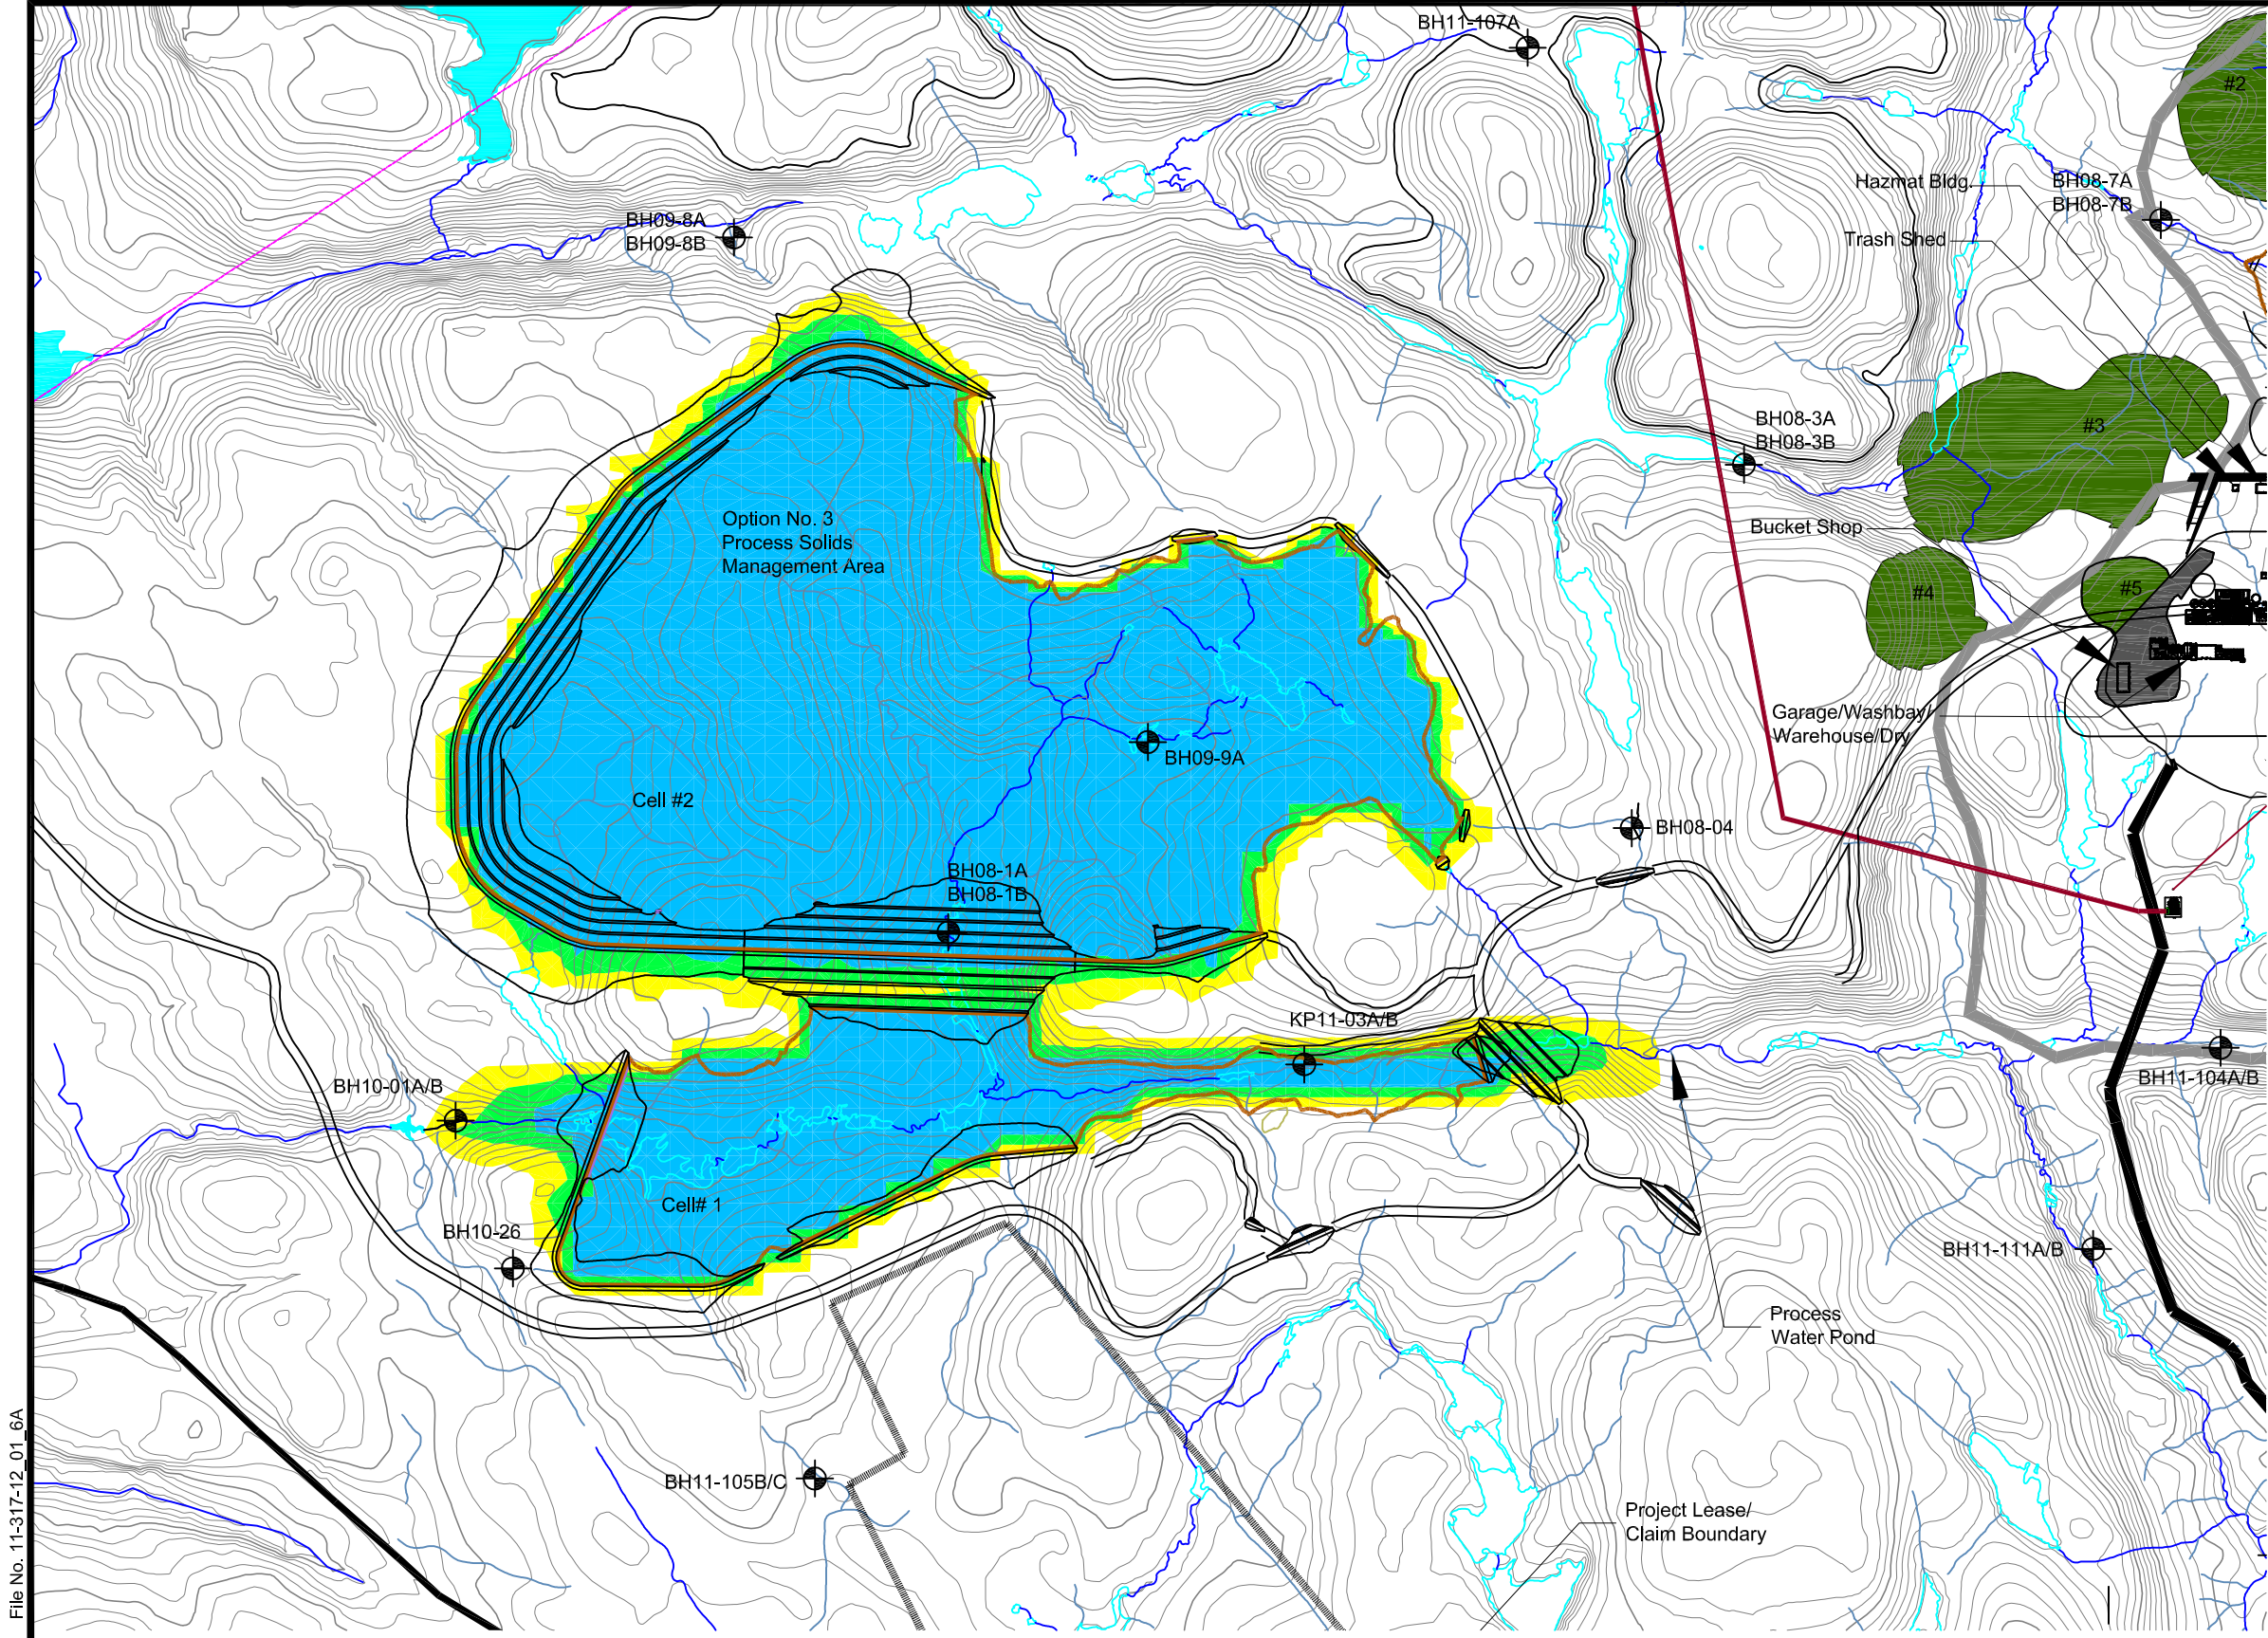 BH11-107A
#2
Hazmat Bldg.
BH08-7A
BH08-7B
BH09-8A
BH09-8B
Trash Shed
BH08-3A
BH08-3B
#3
Option No. 3
Process Solids
Management Area
Bucket Shop
#4
#5
Garage/Washbay/
Warehouse/Dry
BH09-9A
Cell #2
BH08-04
BH08-1A
BH08-1B
KP11-03A/B
BH10-01A/B
BH11-104A/B
Cell# 1
BH10-26
BH11-111A/B
Process
Water Pond
BH11-105B/C
Project Lease/
Claim Boundary
File No. 111-317-12_01_6A